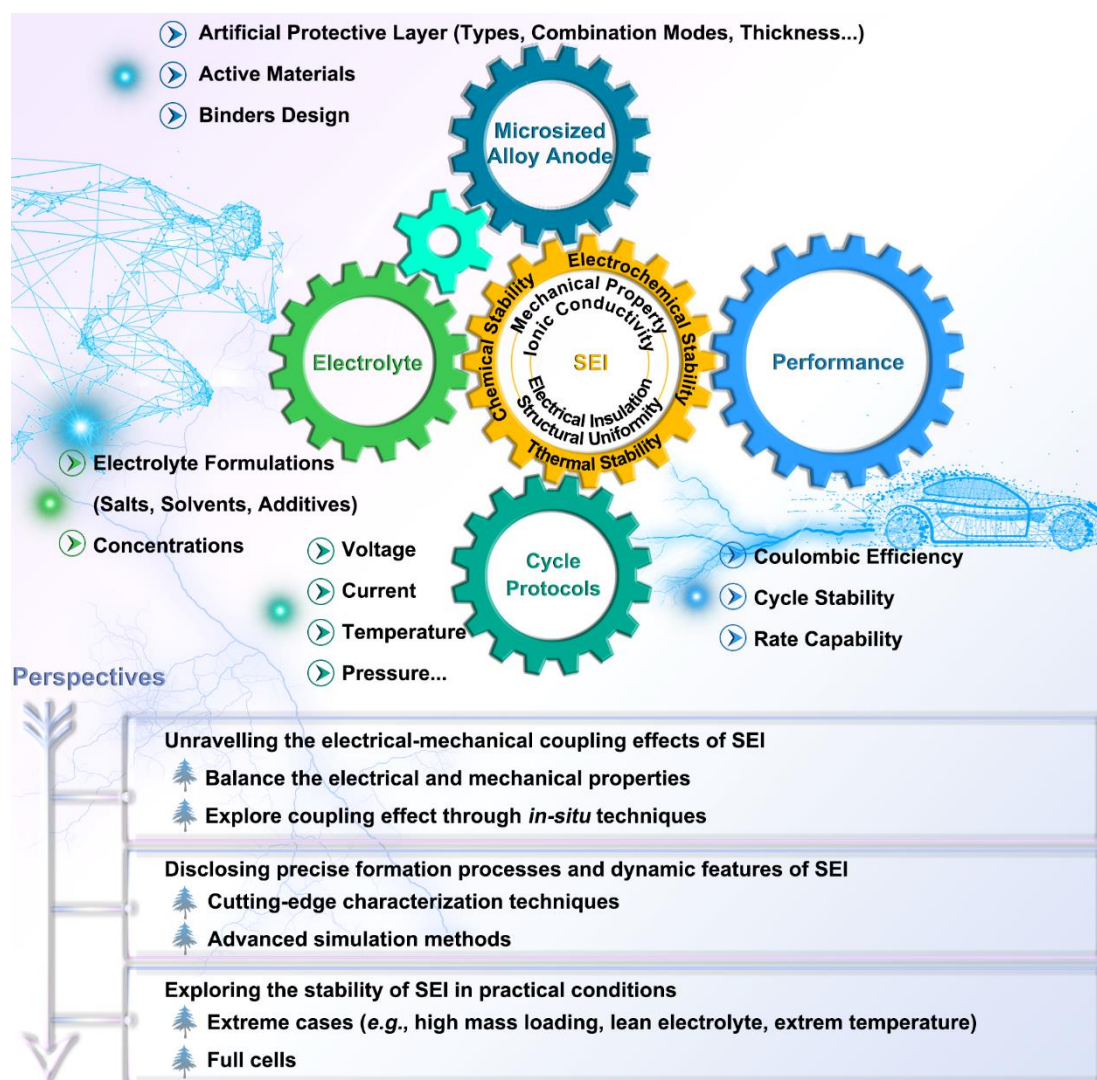 Artificial Protective Layer (Types, Combination Modes, Thickness...)
Active Materials
Binders Design
Microsized
Alloy Anode
Electrolyte
Chemical Stability
Electrochemical Stability
Tthermal Stability
Mechanical Property
Ionic Conductivity
SEI
Electrical Insulation
Structural Uniformity
Performance
Electrolyte Formulations
(Salts, Solvents, Additives)
Concentrations
Voltage
Current
Temperature
Pressure...
Cycle
Protocols
Coulombic Efficiency
Cycle Stability
Rate Capability
Perspectives
Unravelling the electrical-mechanical coupling effects of SEI
Balance the electrical and mechanical properties
Explore coupling effect through in-situ techniques
Disclosing precise formation processes and dynamic features of SEI
Cutting-edge characterization techniques
Advanced simulation methods
Exploring the stability of SEI in practical conditions
Extreme cases (e.g., high mass loading, lean electrolyte, extrem temperature)
Full cells